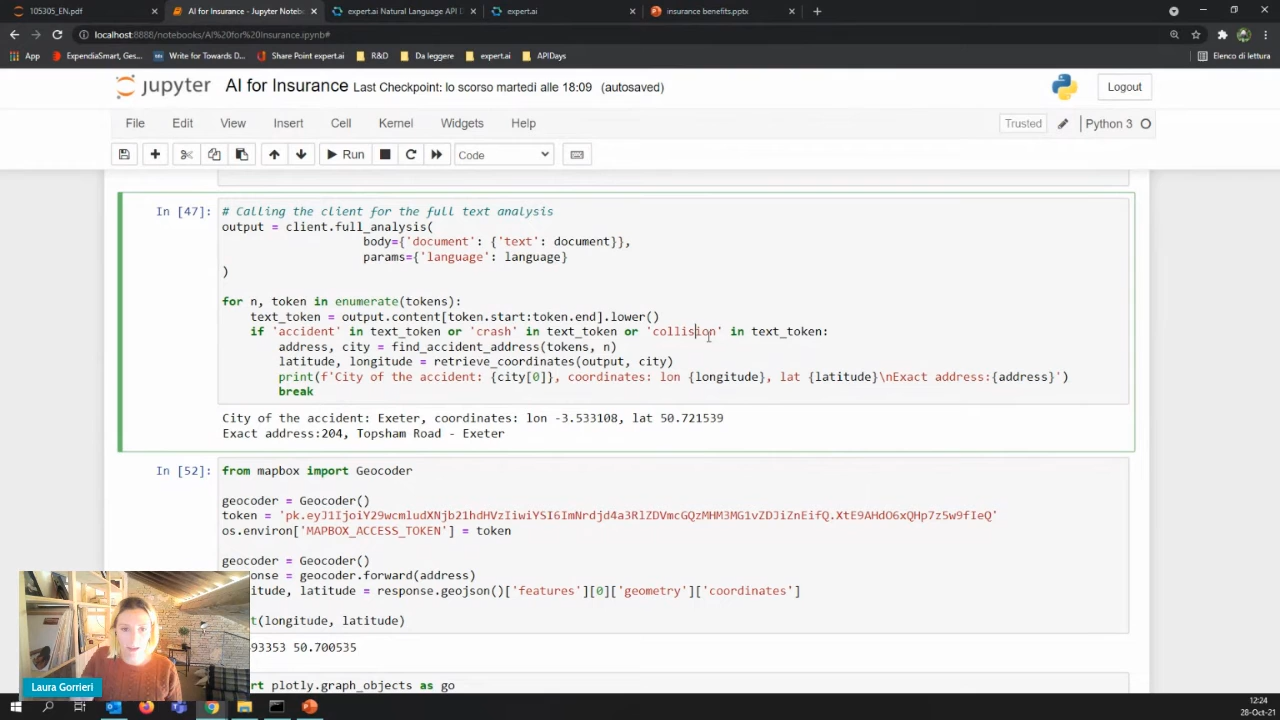 105305_EN.pdf
AI for Insurance - Jupyter Noteb
expert.ai Natural Language API D
expert.ai
insurance benefits.pptx
localhost:8888/notebooks/AI%20for%20Insurance.ipynb#
App
ExpendiaSmart, Ges...
Write for Towards D...
Share Point expert.ai
R&D
Da leggere
expert.ai
APIDays
Elenco di lettura
jupyter AI for Insurance Last Checkpoint: lo scorso martedì alle 18:09 (autosaved)
Logout
File Edit View Insert Cell Kernel Widgets Help
Trusted
Python 3
Run
Code
In [47]:
# Calling the client for the full text analysis
output = client.full_analysis(
body={'document': {'text': document}},
params={'language': language}
)
for n, token in enumerate(tokens):
text_token = output.content[token.start:token.end].lower()
if 'accident' in text_token or 'crash' in text_token or 'collision' in text_token:
address, city = find_accident_address(tokens, n)
latitude, longitude = retrieve_coordinates(output, city)
print(f'City of the accident: {city[0]}, coordinates: lon {longitude}, lat {latitude}\nExact address:{address}')
break
City of the accident: Exeter, coordinates: lon -3.533108, lat 50.721539
Exact address:204, Topsham Road - Exeter
In [52]:
from mapbox import Geocoder
geocoder = Geocoder()
token = 'pk.eyJ1IjoiY29wcmludXNjb21hdHVzIiwiYSI6ImNrdjd4a3RlZDVmcGQzMHM3MG1vZDJiZnEifQ.XtE9AHdO6xQHp7z5w9fIeQ'
os.environ['MAPBOX_ACCESS_TOKEN'] = token
geocoder = Geocoder()
onse = geocoder.forward(address)
itude, latitude = response.geojson()['features'][0]['geometry']['coordinates']
t(longitude, latitude)
93353 50.700535
rt plotly.graph_objects as go
Laura Gorrieri
12:24
28-Oct-21